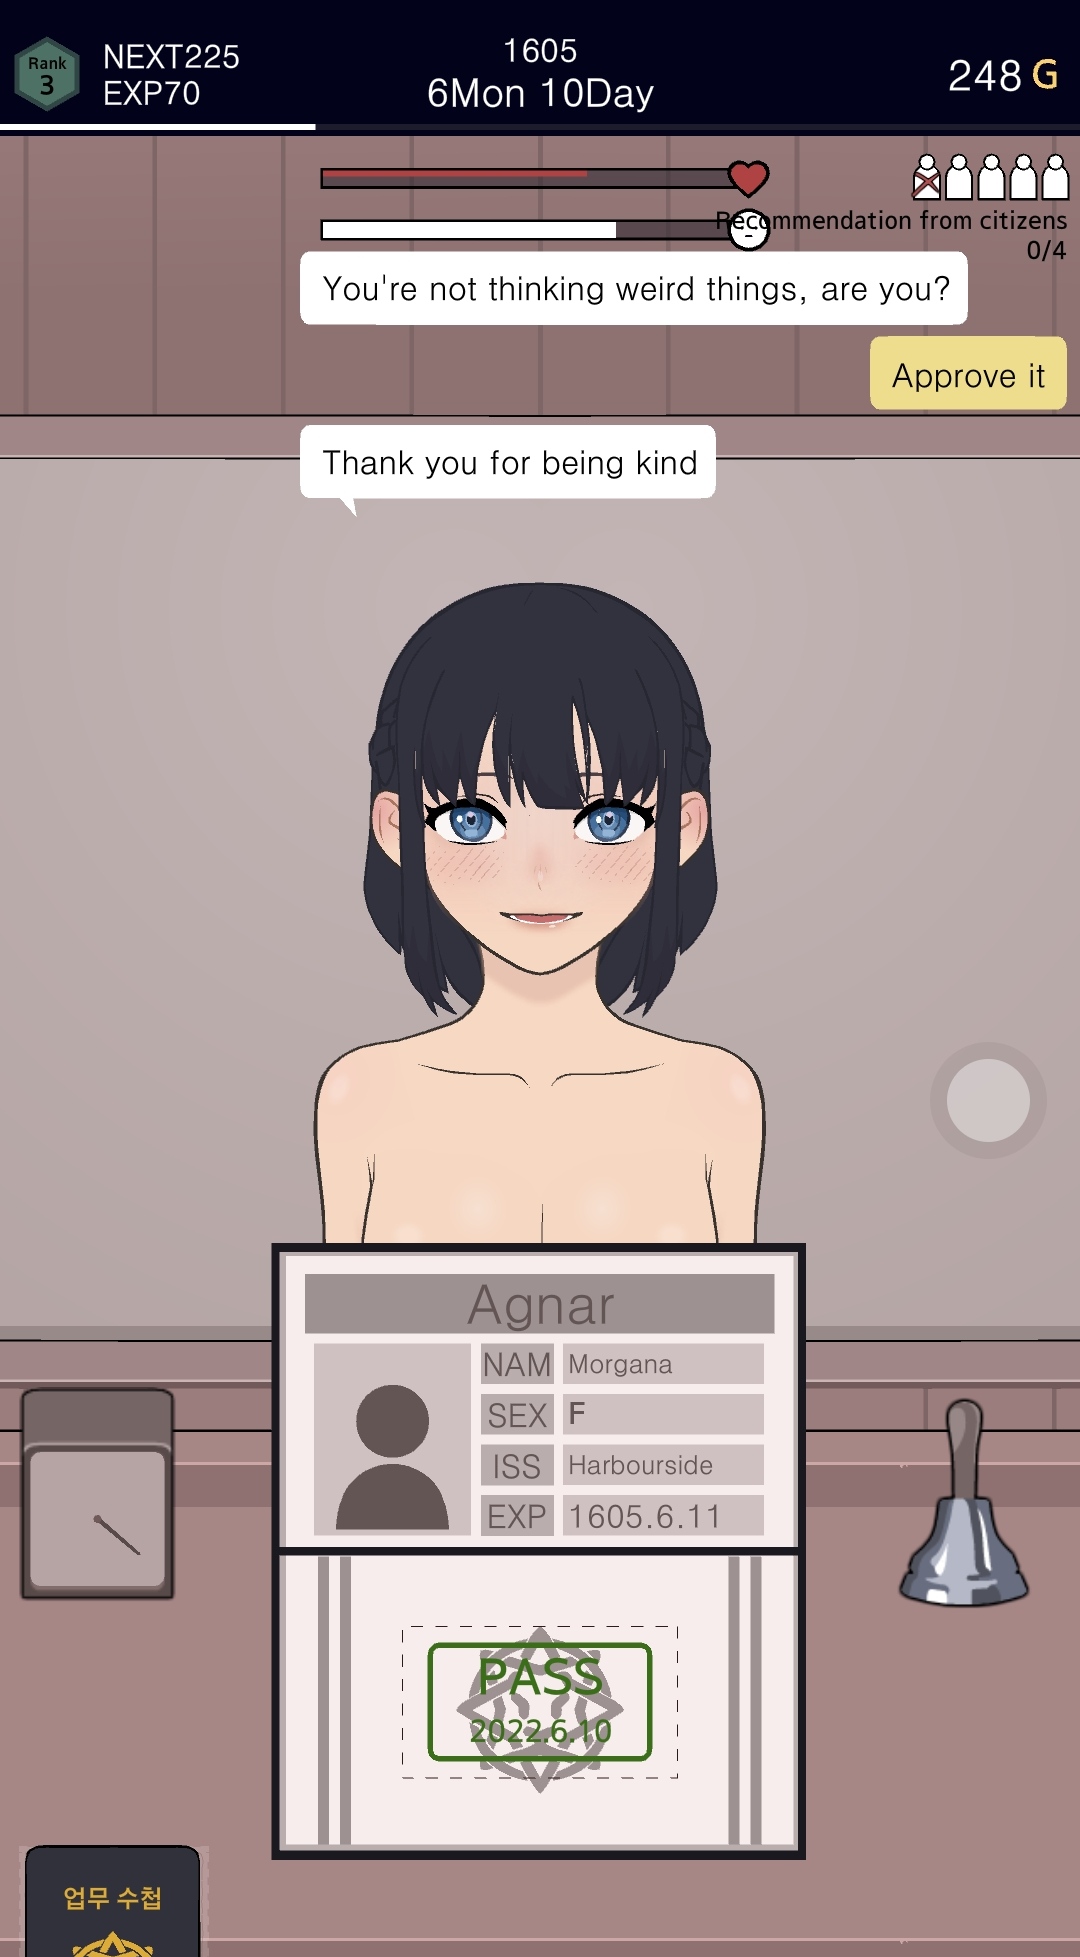 Rank
3
NEXT225
EXP70
1605
6Mon 10Day
248 G
Recommendation from citizens
0/4
You're not thinking weird things, are you?
Approve it
Thank you for being kind
Agnar
NAM Morgana
SEX F
ISS Harbourside
EXP 1605.6.11
PASS
2022.6.10
업무 수첩